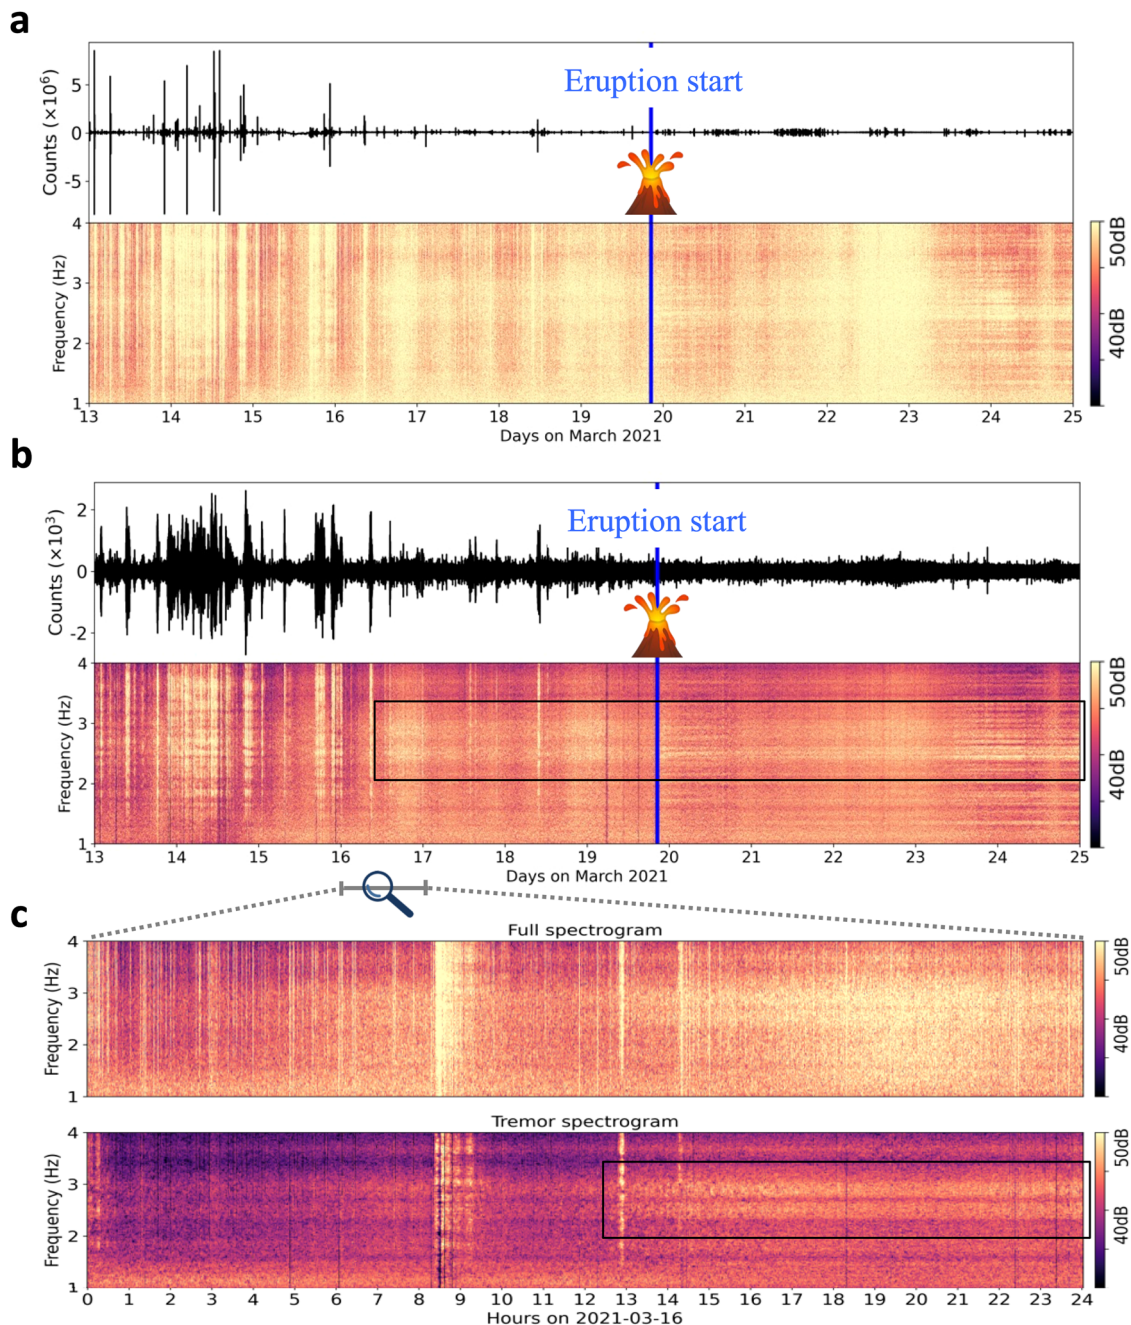 a
Counts (×10⁶)
5
0
-5
Eruption start
Frequency (Hz)
4
3
2
1
50dB
40dB
13 14 15 16 17 18 19 20 21 22 23 24 25
Days on March 2021
b
Counts (×10³)
2
0
-2
Eruption start
Frequency (Hz)
4
3
2
1
50dB
40dB
13 14 15 16 17 18 19 20 21 22 23 24 25
Days on March 2021
c
Full spectrogram
Frequency (Hz)
4
3
2
1
50dB
40dB
Tremor spectrogram
Frequency (Hz)
4
3
2
1
50dB
40dB
0 1 2 3 4 5 6 7 8 9 10 11 12 13 14 15 16 17 18 19 20 21 22 23 24
Hours on 2021-03-16